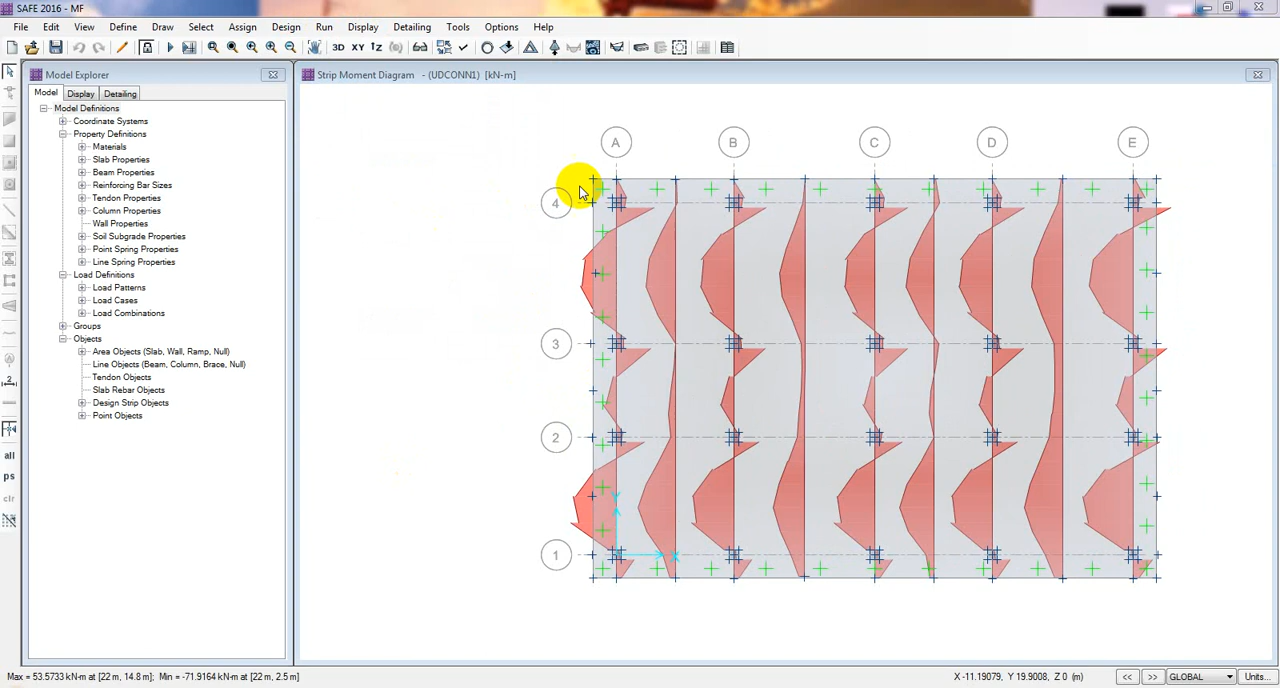 SAFE 2016 - MF
File Edit View Define Draw Select Assign Design Run Display Detailing Tools Options Help
3D XY
Model Explorer
Strip Moment Diagram - (UDCONN1) [kN-m]
Model Display Detailing
Model Definitions
Coordinate Systems
Property Definitions
Materials
Slab Properties
Beam Properties
Reinforcing Bar Sizes
Tendon Properties
Column Properties
Wall Properties
Soil Subgrade Properties
Point Spring Properties
Line Spring Properties
Load Definitions
Load Patterns
Load Cases
Load Combinations
Groups
Objects
Area Objects (Slab, Wall, Ramp, Null)
Line Objects (Beam, Column, Brace, Null)
Tendon Objects
Slab Rebar Objects
Design Strip Objects
Point Objects
A B C D E
4
3
2
1
Y
X
all
ps
clr
Max = 53.5733 kN-m at [22 m, 14.8 m]; Min = -71.9164 kN-m at [22 m, 2.5 m]
X -11.19079, Y 19.9008, Z 0 (m)
<< >> GLOBAL Units...